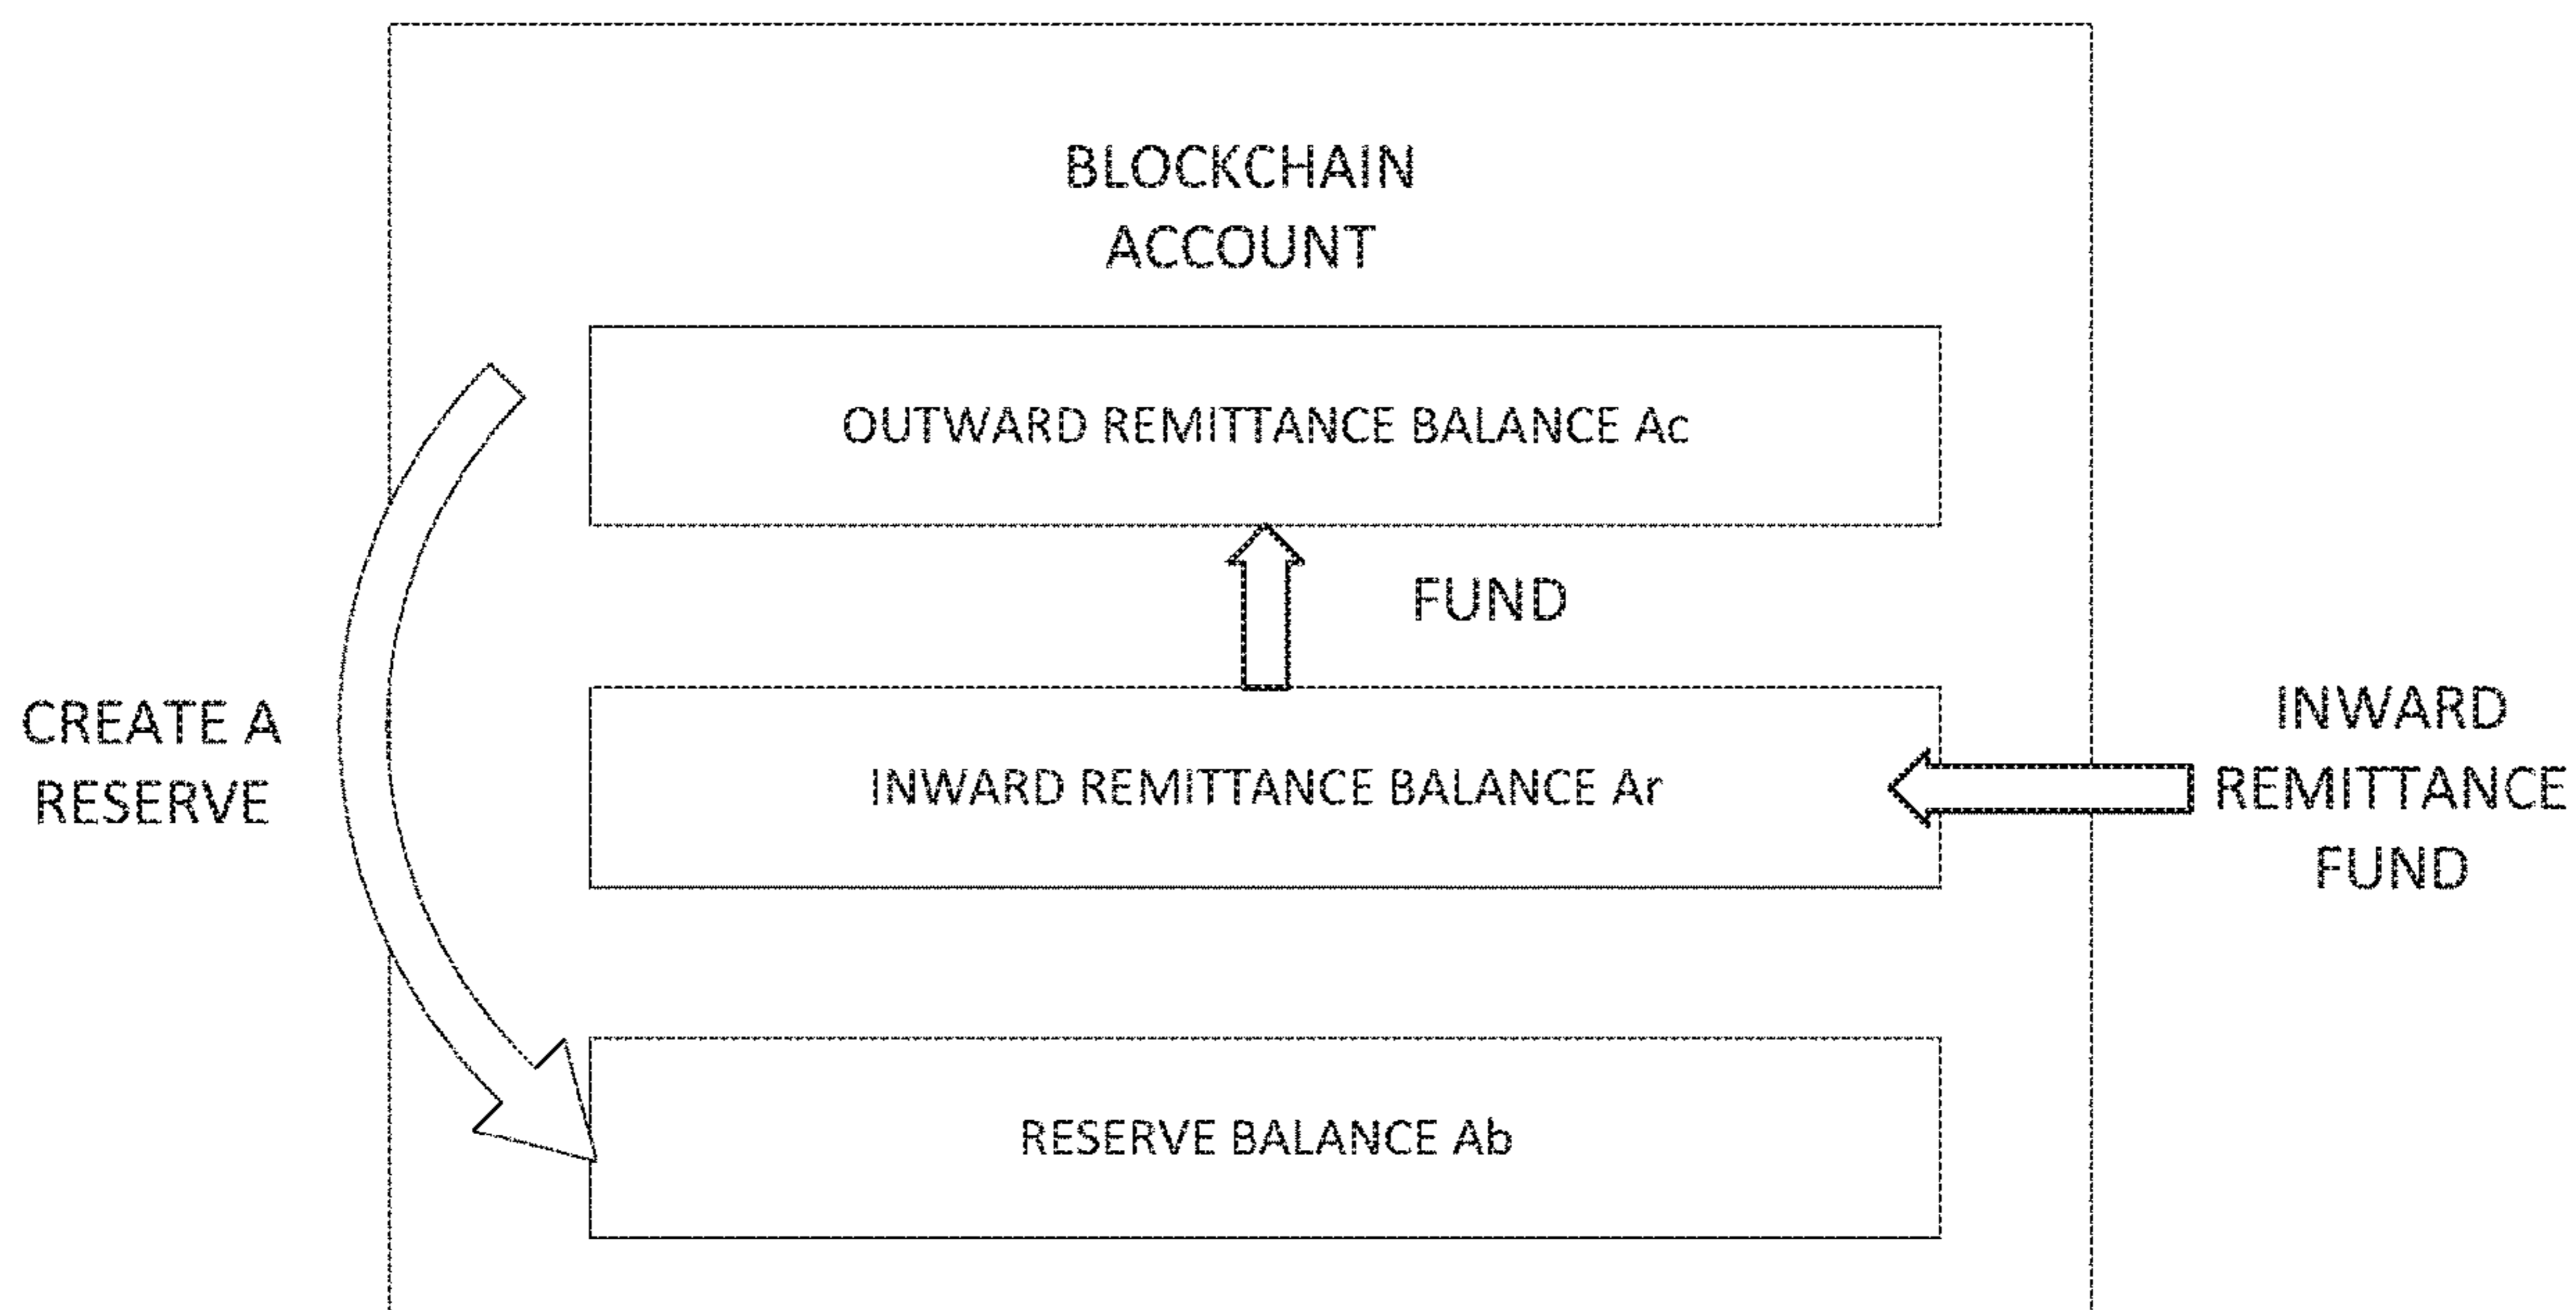 BLOCKCHAIN
ACCOUNT
OUTWARD REMITTANCE BALANCE Ac
FUND
CREATE A
RESERVE
INWARD REMITTANCE BALANCE Ar
INWARD
REMITTANCE
FUND
RESERVE BALANCE Ab